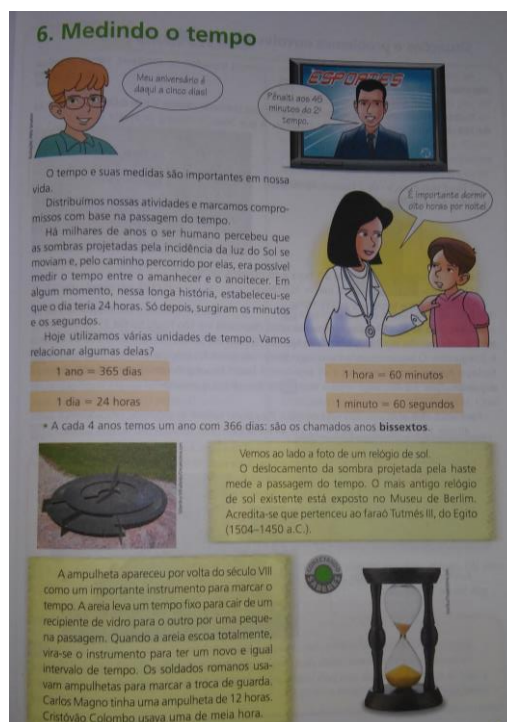 6. Medindo o tempo
Meu aniversário é
daqui a cinco dias!
ESPORTES
Pênalti aos 46
minutos do 2º
tempo.
O tempo e suas medidas são importantes em nossa
vida.
Distribuímos nossas atividades e marcamos compro-
missos com base na passagem do tempo.
Há milhares de anos o ser humano percebeu que
as sombras projetadas pela incidência da luz do Sol se
moviam e, pelo caminho percorrido por elas, era possível
medir o tempo entre o amanhecer e o anoitecer. Em
algum momento, nessa longa história, estabeleceu-se
que o dia teria 24 horas. Só depois, surgiram os minutos
e os segundos.
Hoje utilizamos várias unidades de tempo. Vamos
relacionar algumas delas?
É importante dormir
oito horas por noite!
1 ano = 365 dias
1 hora = 60 minutos
1 dia = 24 horas
1 minuto = 60 segundos
• A cada 4 anos temos um ano com 366 dias: são os chamados anos bissextos.
Vemos ao lado a foto de um relógio de sol.
O deslocamento da sombra projetada pela haste
mede a passagem do tempo. O mais antigo relógio
de sol existente está exposto no Museu de Berlim.
Acredita-se que pertenceu ao faraó Tutmés III, do Egito
(1504–1450 a.C.).
A ampulheta apareceu por volta do século VIII
como um importante instrumento para marcar o
tempo. A areia leva um tempo fixo para cair de um
recipiente de vidro para o outro por uma peque-
na passagem. Quando a areia escoa totalmente,
vira-se o instrumento para ter um novo e igual
intervalo de tempo. Os soldados romanos usa-
vam ampulhetas para marcar a troca de guarda.
Carlos Magno tinha uma ampulheta de 12 horas.
Cristóvão Colombo usava uma de meia hora.
SABERES